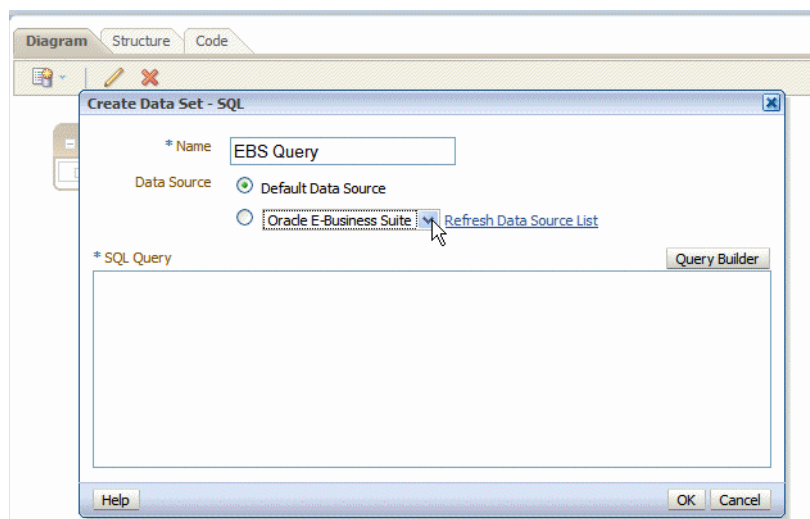 Diagram Structure Code
Create Data Set - SQL
* Name EBS Query
Data Source Default Data Source
Oracle E-Business Suite Refresh Data Source List
* SQL Query Query Builder
Help OK Cancel